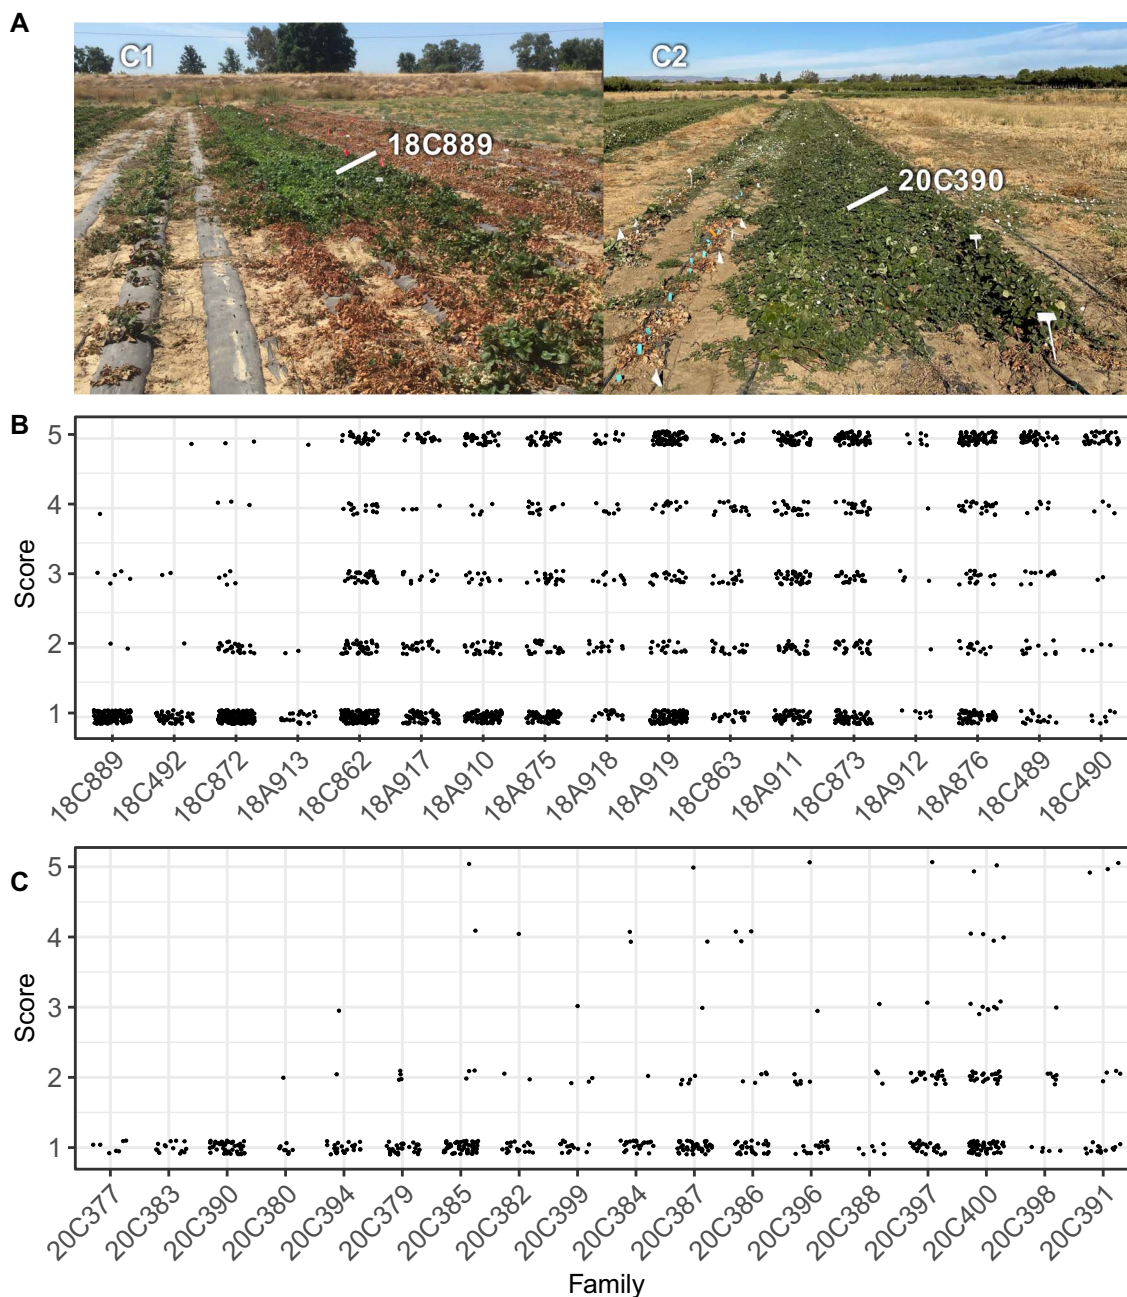 A
C1
C2
18C889
20C390
B
5
4
3
2
1
Score
18C889
18C492
18C872
18A913
18C862
18A917
18A910
18A875
18A918
18A919
18C863
18A911
18C873
18A912
18A876
18C489
18C490
C
5
4
3
2
1
Score
20C377
20C383
20C390
20C380
20C394
20C379
20C385
20C382
20C399
20C384
20C387
20C386
20C396
20C388
20C397
20C400
20C398
20C391
Family